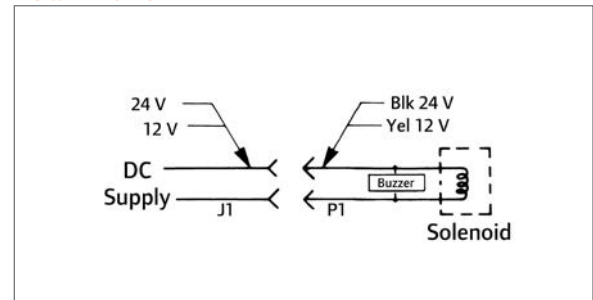 24 V
12 V
Blk 24 V
Yel 12 V
DC
Supply
J1
P1
Buzzer
Solenoid